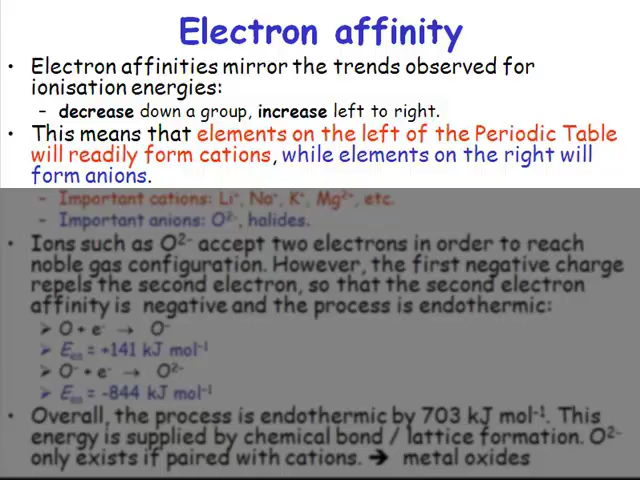 Electron affinity
• Electron affinities mirror the trends observed for
ionisation energies:
– decrease down a group, increase left to right.
• This means that elements on the left of the Periodic Table
will readily form cations, while elements on the right will
form anions.
– Important cations: Li⁺, Na⁺, K⁺, Mg²⁺, etc.
– Important anions: O²⁻, halides.
• Ions such as O²⁻ accept two electrons in order to reach
noble gas configuration. However, the first negative charge
repels the second electron, so that the second electron
affinity is negative and the process is endothermic:
➢ O + e⁻ → O⁻
➢ Eₑₐ = +141 kJ mol⁻¹
➢ O⁻ + e⁻ → O²⁻
➢ Eₑₐ = -844 kJ mol⁻¹
• Overall, the process is endothermic by 703 kJ mol⁻¹. This
energy is supplied by chemical bond / lattice formation. O²⁻
only exists if paired with cations. ➔ metal oxides